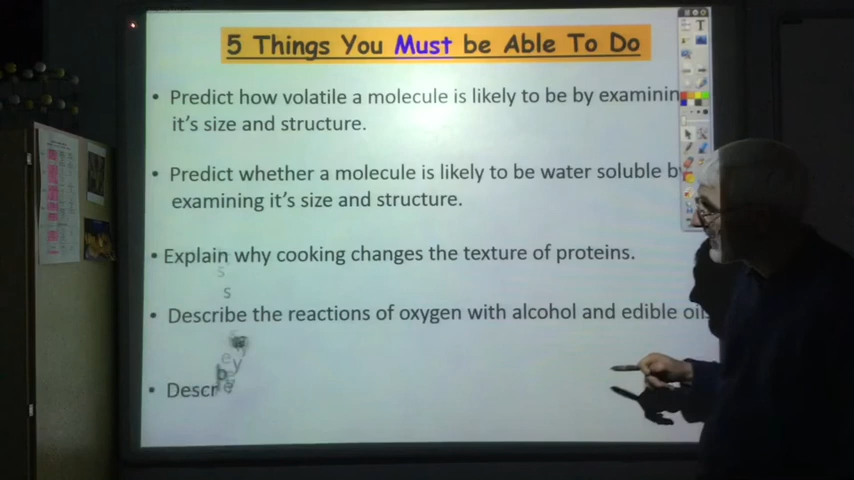 5 Things You Must be Able To Do
• Predict how volatile a molecule is likely to be by examinin
it's size and structure.
• Predict whether a molecule is likely to be water soluble by
examining it's size and structure.
• Explain why cooking changes the texture of proteins.
• Describe the reactions of oxygen with alcohol and edible oils
• Descr